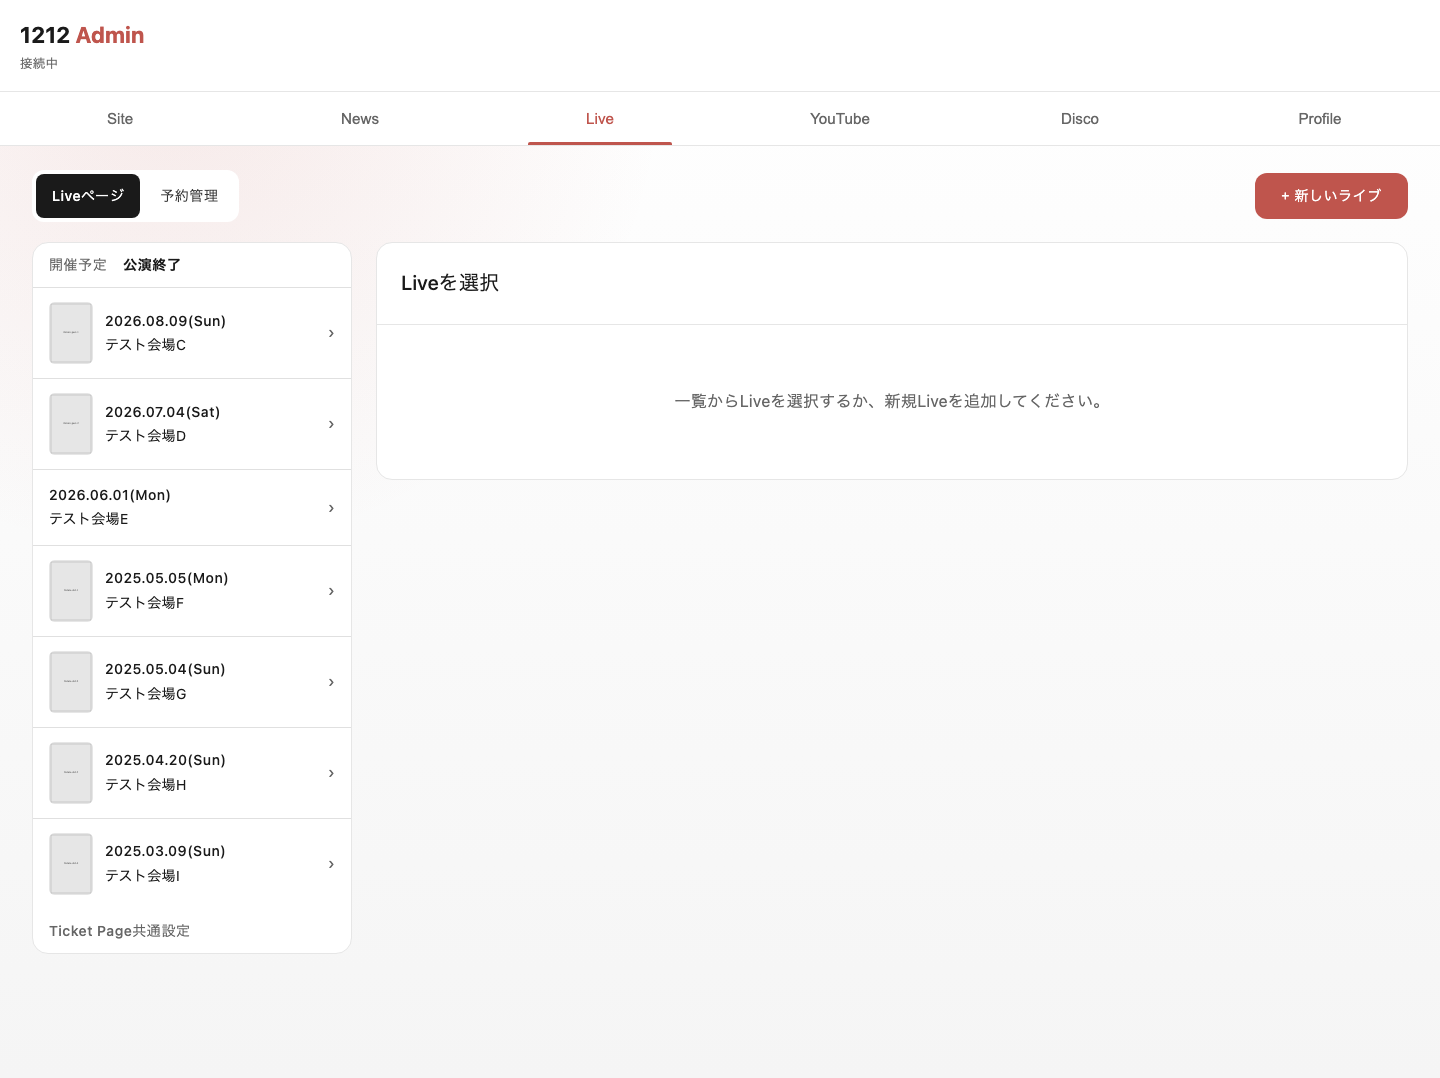 1212 Admin
接続中
Site
News
Live
YouTube
Disco
Profile
Liveページ
予約管理
+ 新しいライブ
開催予定
公演終了
2026.08.09(Sun)
テスト会場C
›
2026.07.04(Sat)
テスト会場D
›
2026.06.01(Mon)
テスト会場E
›
2025.05.05(Mon)
テスト会場F
›
2025.05.04(Sun)
テスト会場G
›
2025.04.20(Sun)
テスト会場H
›
2025.03.09(Sun)
テスト会場I
›
Ticket Page共通設定
Liveを選択
一覧からLiveを選択するか、新規Liveを追加してください。